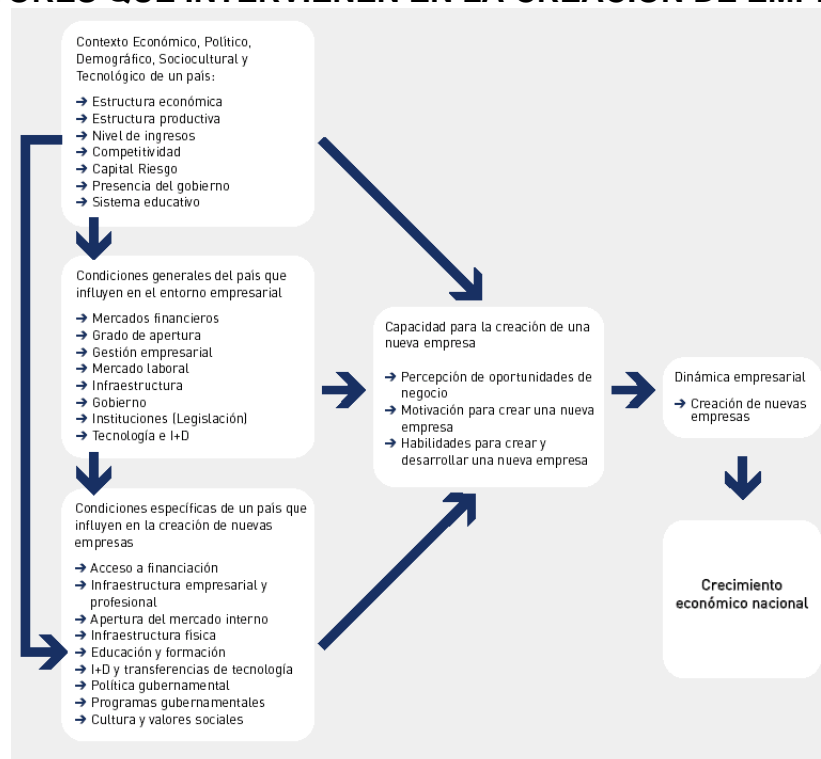 QUE INTERVIENEN EN LA CREACIÓN DE
Contexto Económico, Político,
Demográfico, Sociocultural y
Tecnológico de un país:
→ Estructura económica
→ Estructura productiva
→ Nivel de ingresos
→ Competitividad
→ Capital Riesgo
→ Presencia del gobierno
→ Sistema educativo
Condiciones generales del país que
influyen en el entorno empresarial
→ Mercados financieros
→ Grado de apertura
→ Gestión empresarial
→ Mercado laboral
→ Infraestructura
→ Gobierno
→ Instituciones (Legislación)
→ Tecnología e I+D
Condiciones específicas de un país que
influyen en la creación de nuevas
empresas
→ Acceso a financiación
→ Infraestructura empresarial y
profesional
→ Apertura del mercado interno
→ Infraestructura física
→ Educación y formación
→ I+D y transferencias de tecnología
→ Política gubernamental
→ Programas gubernamentales
→ Cultura y valores sociales
Capacidad para la creación de una
nueva empresa
→ Percepción de oportunidades de
negocio
→ Motivación para crear una nueva
empresa
→ Habilidades para crear y
desarrollar una nueva empresa
Dinámica empresarial
→ Creación de nuevas
empresas
Crecimiento
económico nacional